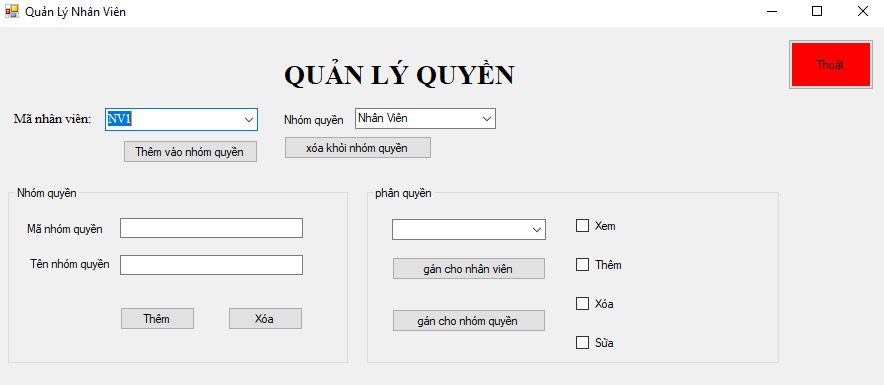 Quản Lý Nhân Viên
QUẢN LÝ QUYỀN
Thoát
Mã nhân viên: NV1
Nhóm quyền Nhân Viên
Thêm vào nhóm quyền
xóa khỏi nhóm quyền
Nhóm quyền
Mã nhóm quyền
Tên nhóm quyền
Thêm Xóa
phân quyền
Xem
gán cho nhân viên Thêm
Xóa
gán cho nhóm quyền
Sửa